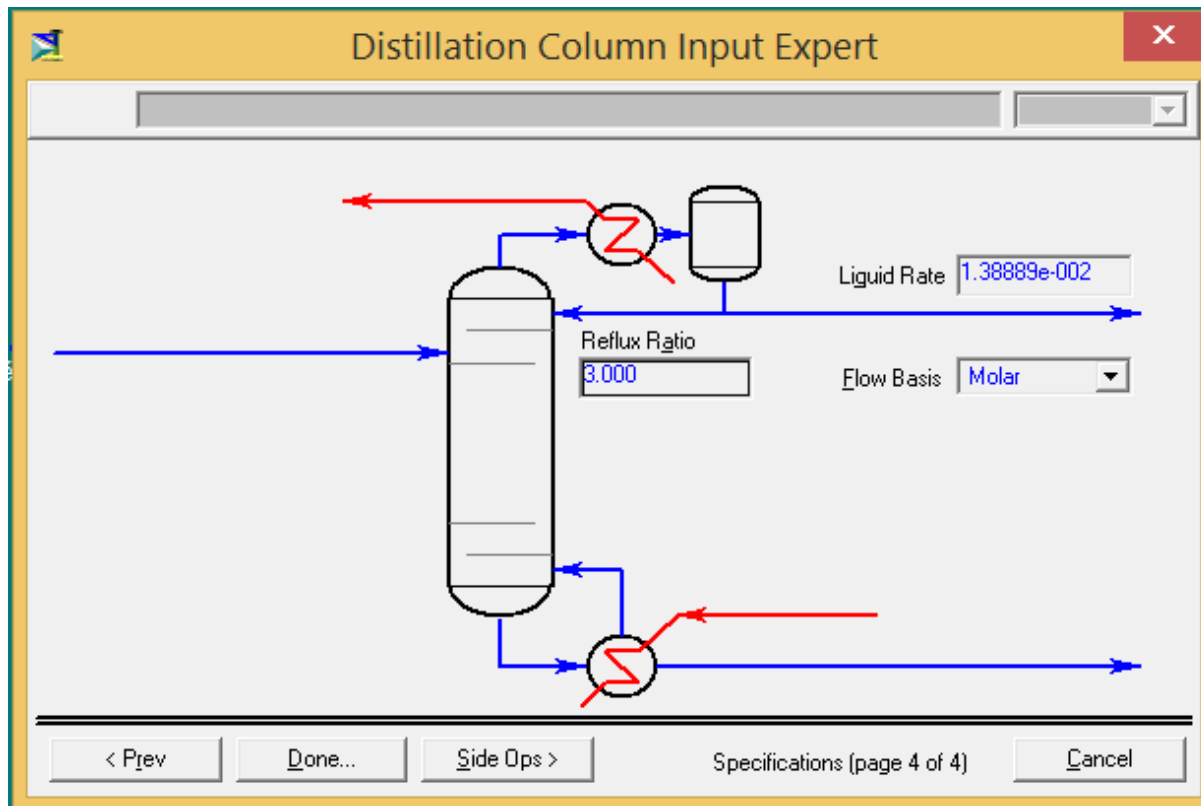 Distillation Column Input Expert
Liquid Rate 1.38889e-002
Reflux Ratio
3.000
Flow Basis Molar
< Prev
Done...
Side Ops >
Specifications (page 4 of 4)
Cancel